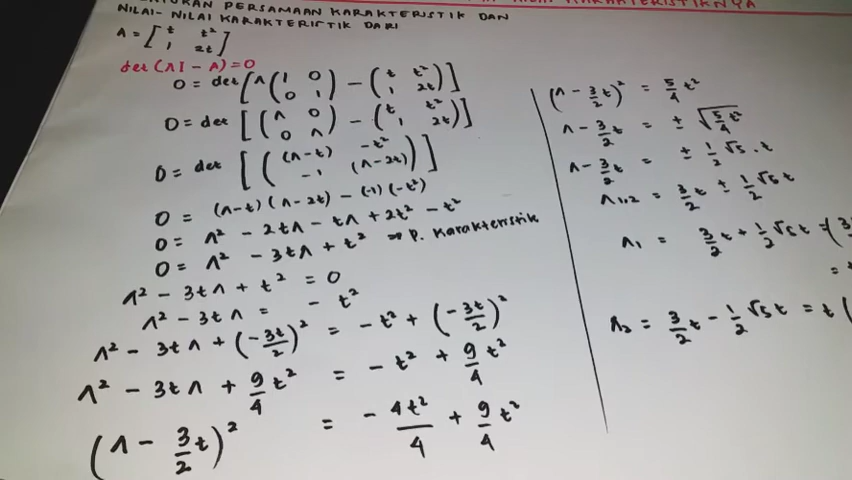 PERSAMAAN KARAKTERISTIK DAN
NILAI-NILAI KARAKTERISTIK DARI
A = [t t²
1 2t]
det (λI - A) = 0
0 = det [λ(1 0
0 1) - (t t²
1 2t)]
0 = det [(λ 0
0 λ) - (t t²
1 2t)]
0 = det [((λ-t) -t²
-1 (λ-2t))]
0 = (λ-t)(λ-2t) - (-1)(-t²)
0 = λ² - 2tλ - tλ + 2t² - t²
0 = λ² - 3tλ + t² ⇒ P. Karakteristik
λ² - 3tλ + t² = 0
λ² - 3tλ = - t²
λ² - 3tλ + (-3t/2)² = -t² + (-3t/2)²
λ² - 3tλ + 9/4 t² = - t² + 9/4 t²
(λ - 3/2 t)² = - 4t²/4 + 9/4 t²
(λ - 3/2 t)² = 5/4 t²
λ - 3/2 t = ± √(5/4 t²)
λ - 3/2 t = ± 1/2 √5 . t
λ1,2 = 3/2 t ± 1/2 √5 t
λ1 = 3/2 t + 1/2 √5 t = (3
=
λ2 = 3/2 t - 1/2 √5 t = t (